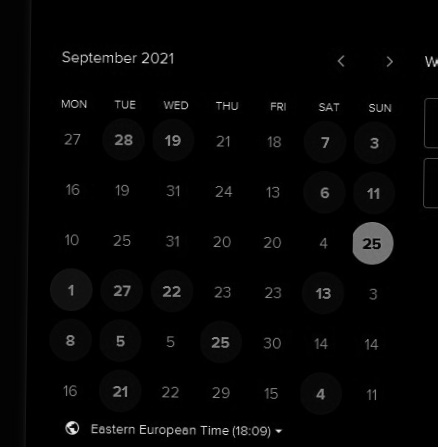 September 2021
MON TUE WED THU FRI SAT SUN
27 28 19 21 18 7 3
16 19 31 24 13 6 11
10 25 31 20 20 4 25
1 27 22 23 23 13 3
8 5 5 25 30 14 14
16 21 22 29 15 4 11
Eastern European Time (18:09)